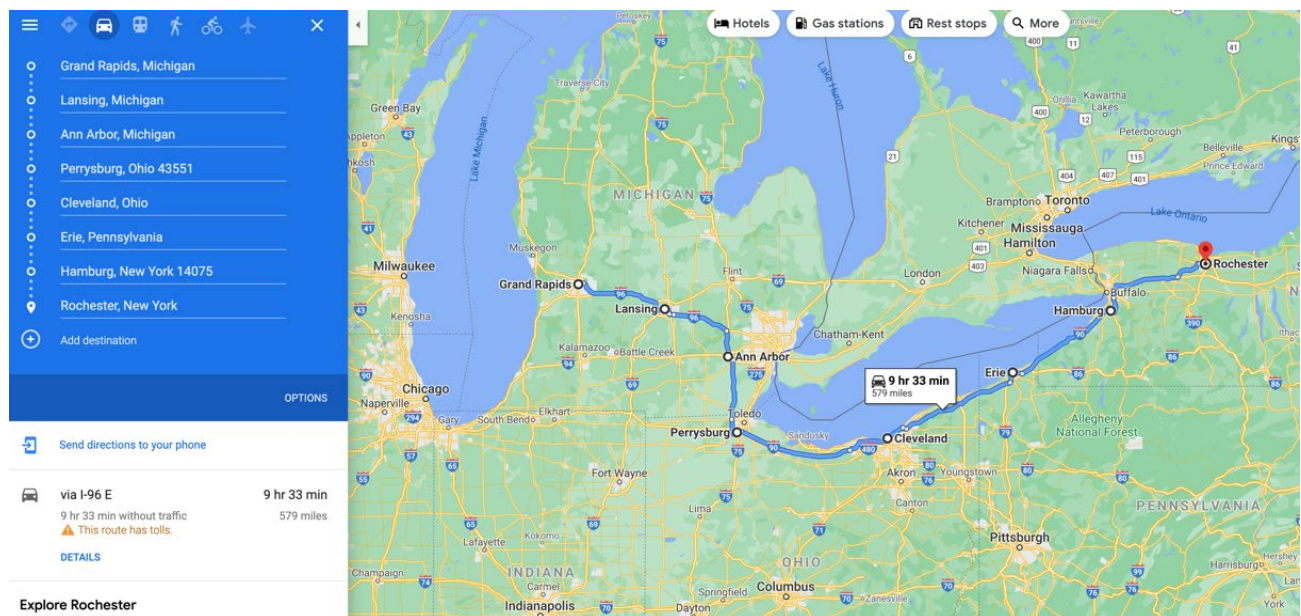 Grand Rapids, Michigan
Lansing, Michigan
Ann Arbor, Michigan
Perrysburg, Ohio 43551
Cleveland, Ohio
Erie, Pennsylvania
Hamburg, New York 14075
Rochester, New York
Add destination
OPTIONS
Send directions to your phone
via I-96 E
9 hr 33 min
9 hr 33 min without traffic
579 miles
This route has tolls.
DETAILS
Explore Rochester
Hotels
Gas stations
Rest stops
More
Petoskey
Traverse City
Green Bay
Appleton
Lake Michigan
Lake Huron
MICHIGAN
Orillia
Kawartha
Lakes
Peterborough
Belleville
Prince Edward
Brampton
Toronto
Mississauga
Lake Ontario
Kitchener
Hamilton
Niagara Falls
Rochester
Buffalo
Hamburg
London
Chatham-Kent
Muskegon
Milwaukee
Grand Rapids
Flint
Lansing
Kenosha
Kalamazoo
Battle Creek
Ann Arbor
Chicago
Naperville
Gary
South Bend
Elkhart
Toledo
Perrysburg
Sandusky
9 hr 33 min
579 miles
Erie
Cleveland
Allegheny
National Forest
Akron
Youngstown
Canton
Fort Wayne
Lima
PENNSYLVANIA
Pittsburgh
Lafayette
Kokomo
OHIO
INDIANA
Champaign
Carmel
Indianapolis
Springfield
Dayton
Columbus
Zanesville
Harrisburg
Hershey
York